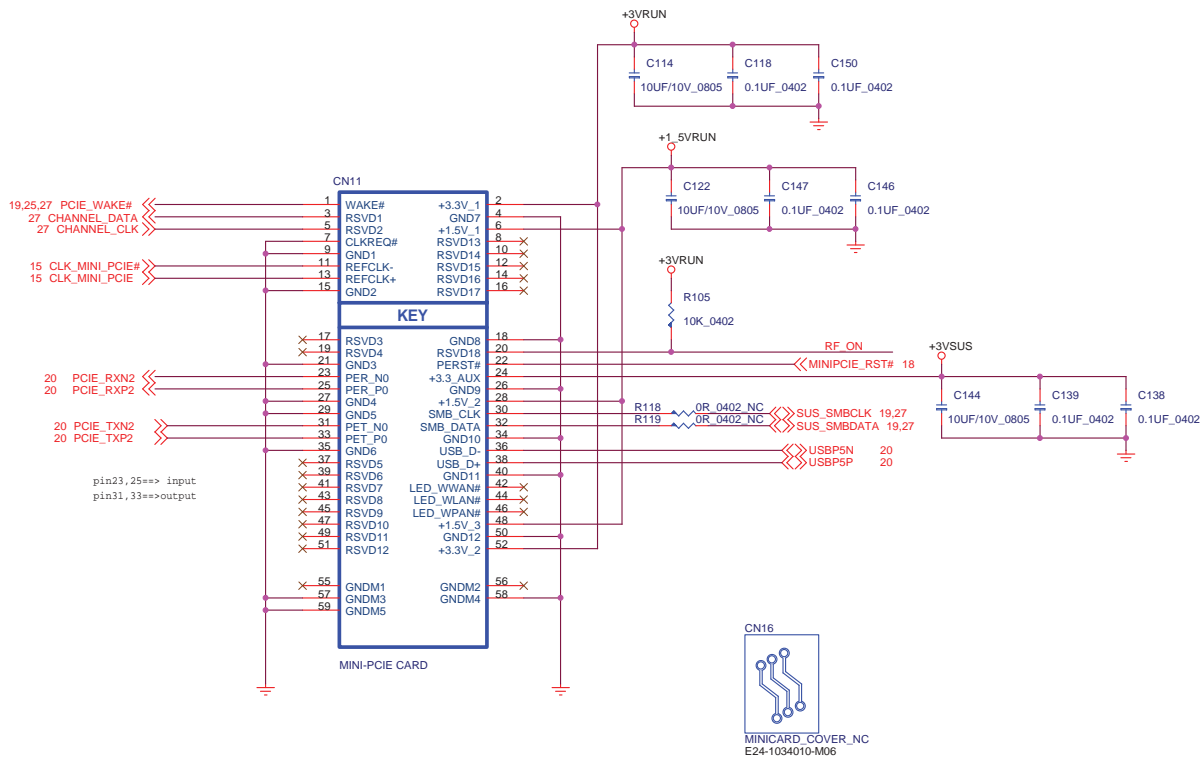 +3VRUN
C114
C118
C150
10UF/10V_0805
0.1UF_0402
0.1UF_0402
+1_5VRUN
C122
C147
C146
10UF/10V_0805
0.1UF_0402
0.1UF_0402
CN11
19,25,27 PCIE_WAKE# 1 WAKE# +3.3V_1 2
27 CHANNEL_DATA 3 RSVD1 GND7 4
27 CHANNEL_CLK 5 RSVD2 +1.5V_1 6
7 CLKREQ# RSVD13 8
9 GND1 RSVD14 10
15 CLK_MINI_PCIE# 11 REFCLK- RSVD15 12
15 CLK_MINI_PCIE 13 REFCLK+ RSVD16 14
15 GND2 RSVD17 16
+3VRUN
R105
10K_0402
KEY
17 RSVD3 GND8 18
19 RSVD4 RSVD18 20 RF_ON
21 GND3 PERST# 22 MINIPCIE_RST# 18
20 PCIE_RXN2 23 PER_N0 +3.3_AUX 24
20 PCIE_RXP2 25 PER_P0 GND9 26
27 GND4 +1.5V_2 28
29 GND5 SMB_CLK 30 R118 0R_0402_NC SUS_SMBCLK 19,27
20 PCIE_TXN2 31 PET_N0 SMB_DATA 32 R119 0R_0402_NC SUS_SMBDATA 19,27
20 PCIE_TXP2 33 PET_P0 GND10 34
35 GND6 USB_D- 36 USBP5N 20
37 RSVD5 USB_D+ 38 USBP5P 20
39 RSVD6 GND11 40
41 RSVD7 LED_WWAN# 42
43 RSVD8 LED_WLAN# 44
45 RSVD9 LED_WPAN# 46
47 RSVD10 +1.5V_3 48
49 RSVD11 GND12 50
51 RSVD12 +3.3V_2 52
55 GNDM1 GNDM2 56
57 GNDM3 GNDM4 58
59 GNDM5
MINI-PCIE CARD
pin23,25==> input
pin31,33==>output
+3VSUS
C144
C139
C138
10UF/10V_0805
0.1UF_0402
0.1UF_0402
CN16
MINICARD_COVER_NC
E24-1034010-M06